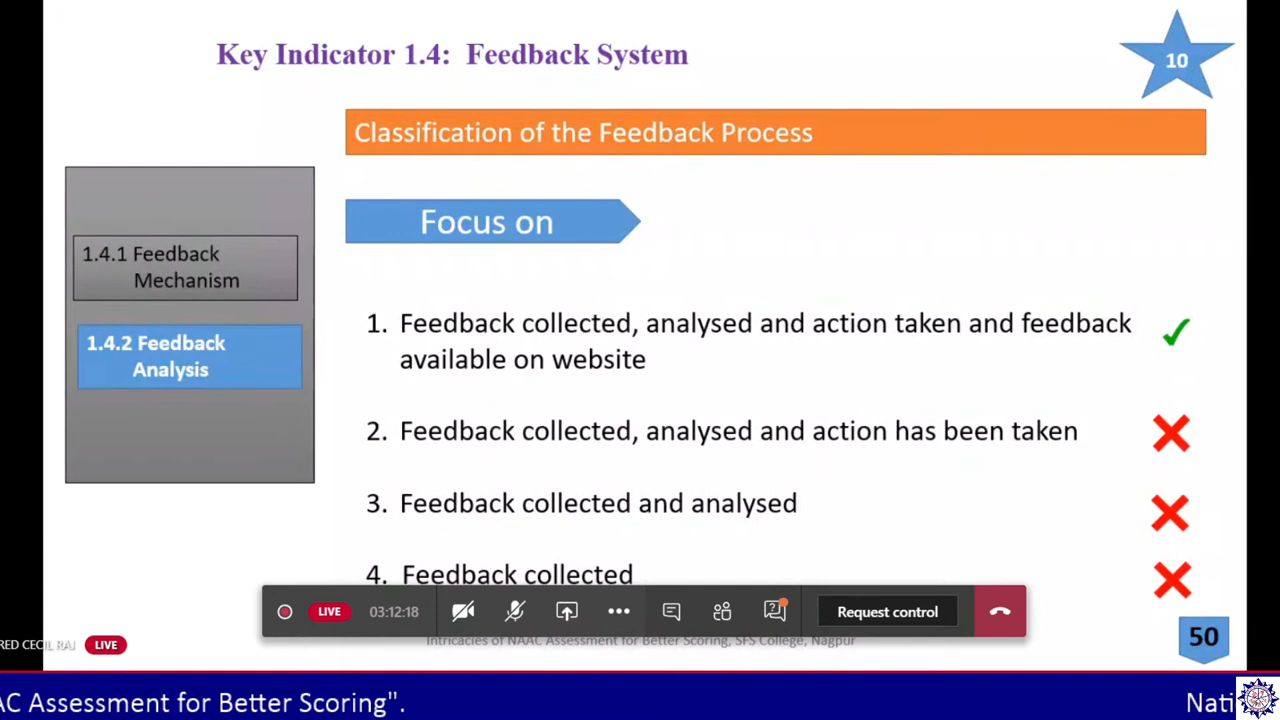 Key Indicator 1.4: Feedback System
10
Classification of the Feedback Process
Focus on
1.4.1 Feedback
Mechanism
1.4.2 Feedback
Analysis
1. Feedback collected, analysed and action taken and feedback
available on website
2. Feedback collected, analysed and action has been taken
3. Feedback collected and analysed
4. Feedback collected
LIVE
03:12:18
Request control
Intricacies of NAAC Assessment for Better Scoring, SFS College, Nagpur
50
RED CECIL RAJ
LIVE
AC Assessment for Better Scoring".
Nati